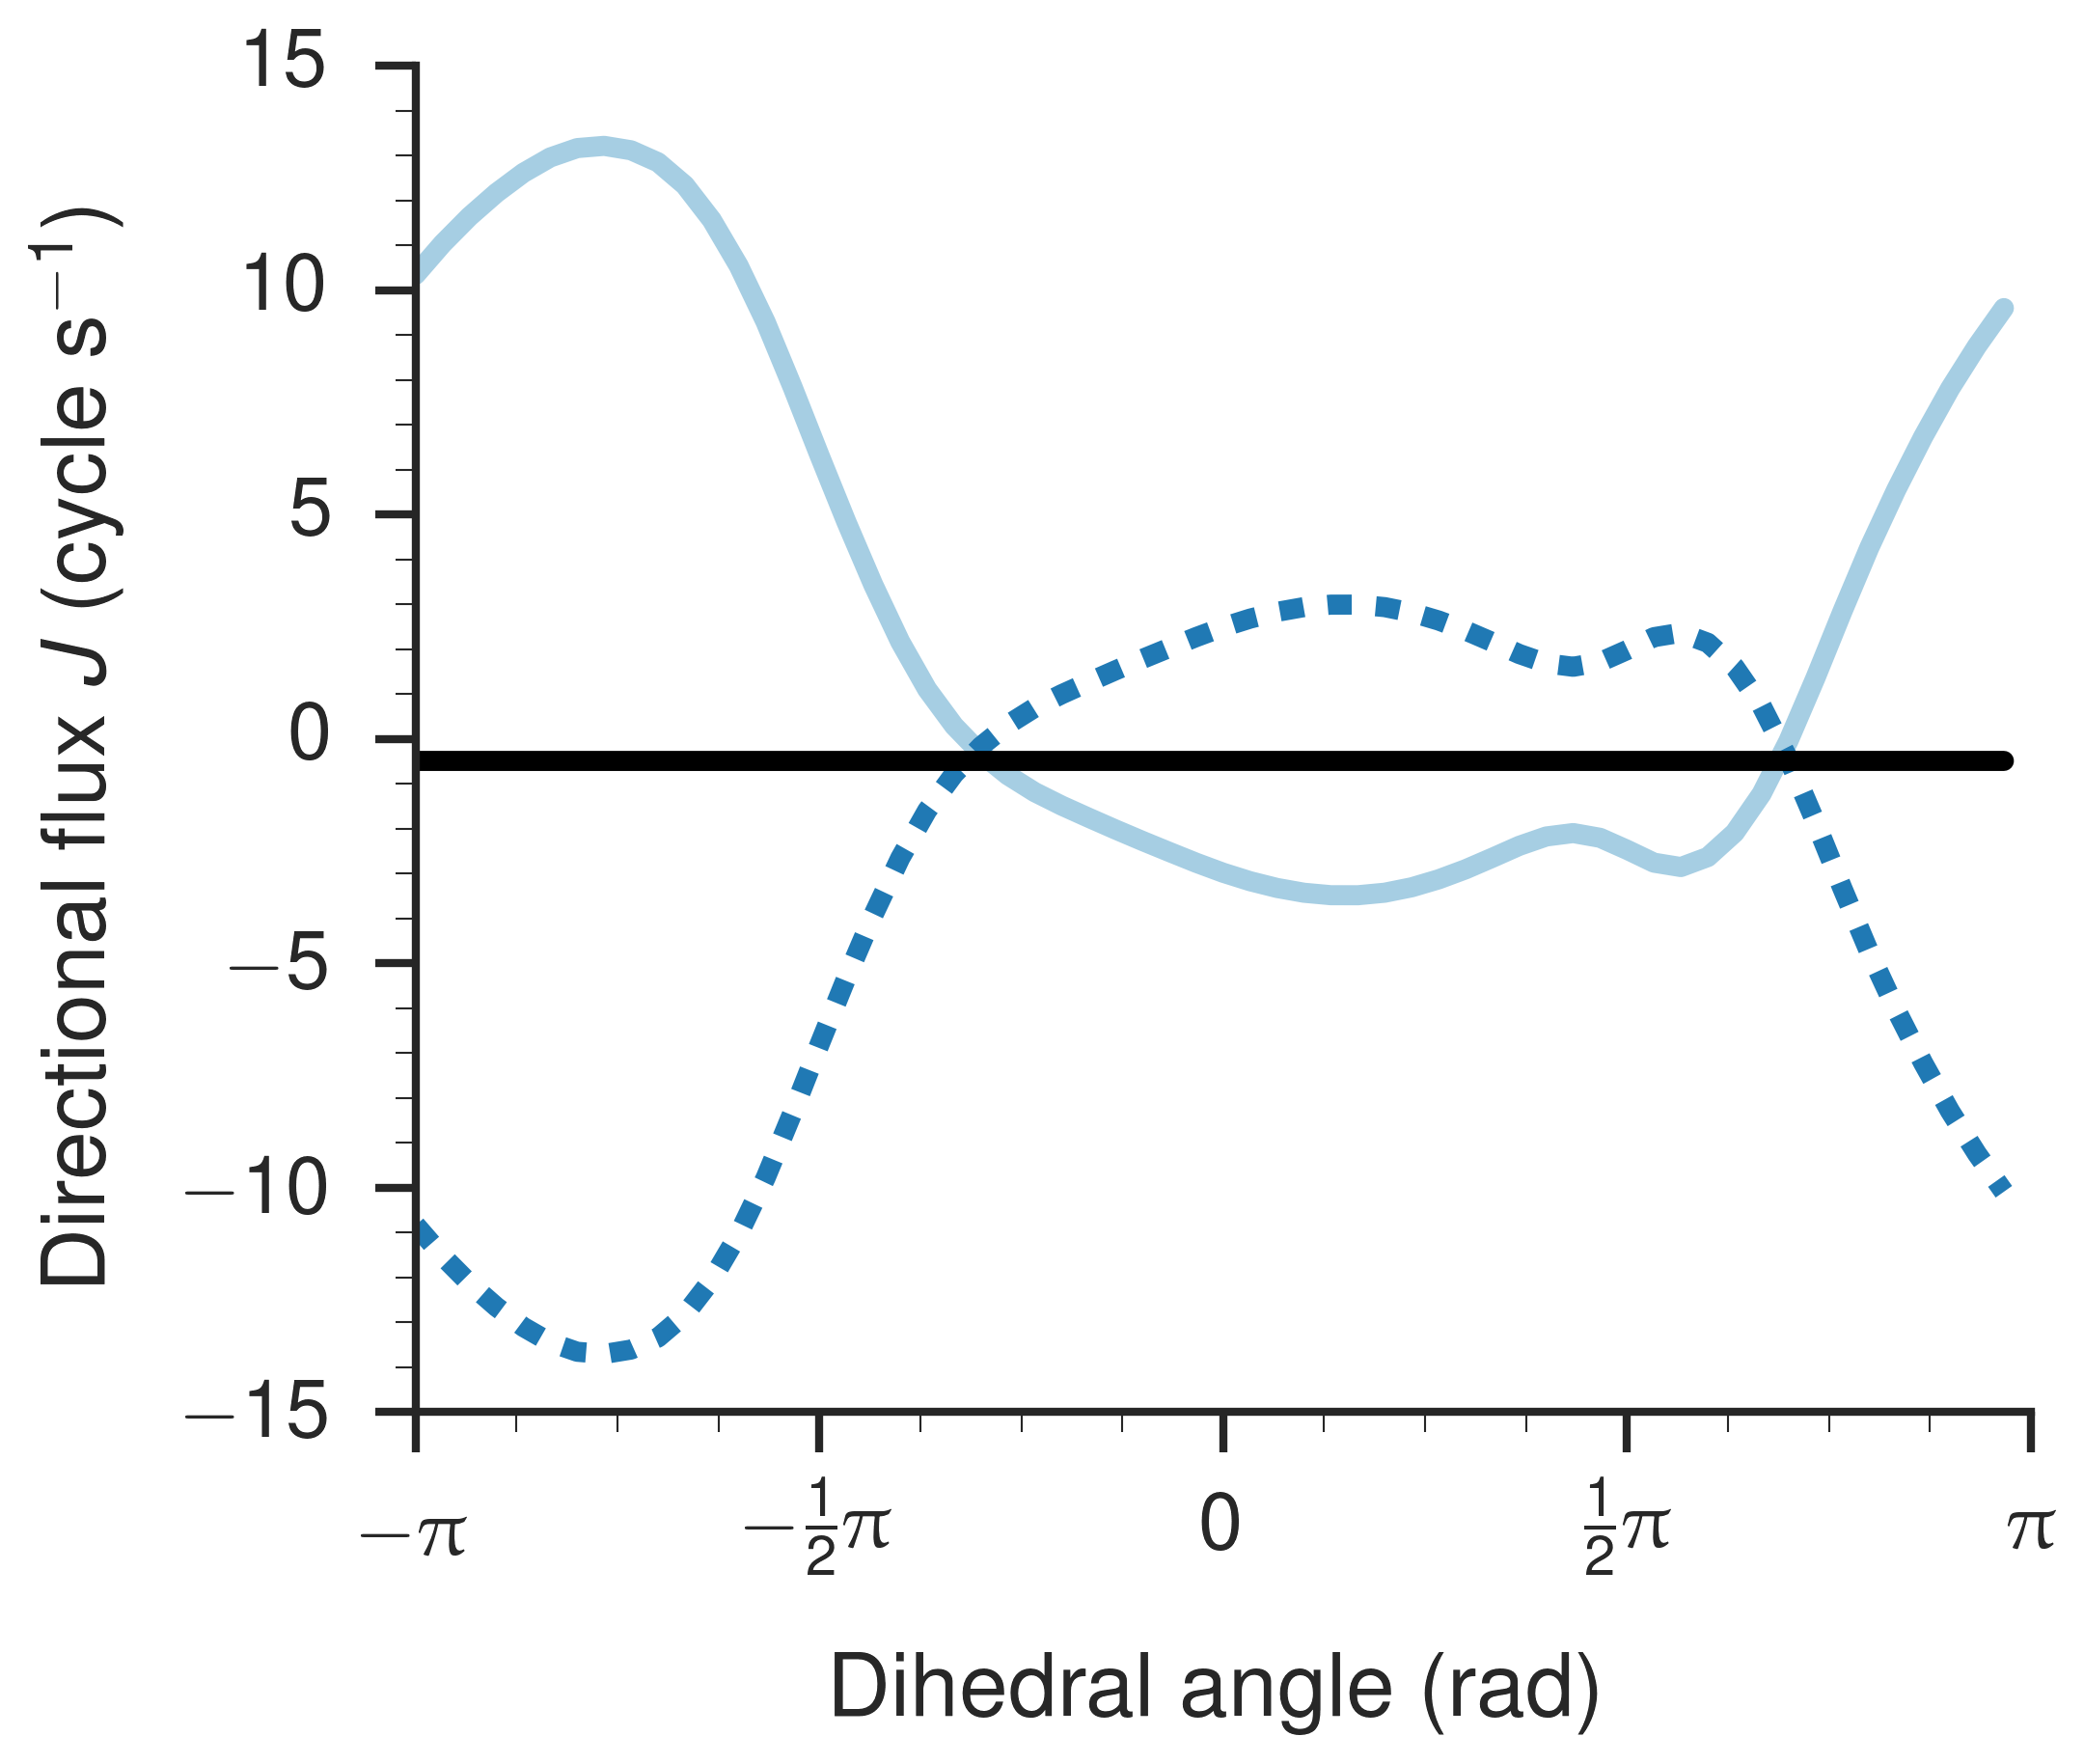 Directional flux J (cycle s⁻¹)
15
10
5
0
−5
−10
−15
−π
−½π
0
½π
π
Dihedral angle (rad)